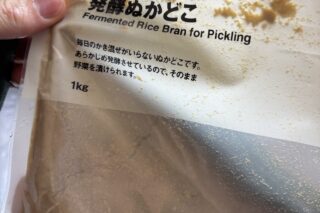 発酵ぬかどこ
Fermented Rice Bran for Pickling
毎日のかき混ぜがいらないぬかどこです。
あらかじめ発酵させているので、そのまま
野菜を漬けられます。
1kg